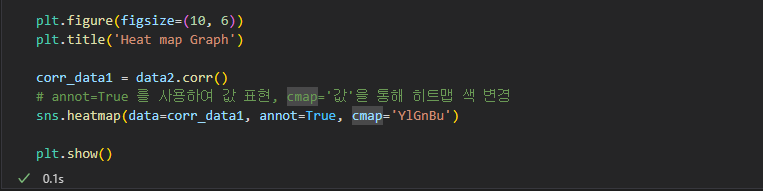 plt.figure(figsize=(10, 6))
plt.title('Heat map Graph')
corr_data1 = data2.corr()
# annot=True 를 사용하여 값 표현, cmap='값'을 통해 히트맵 색 변경
sns.heatmap(data=corr_data1, annot=True, cmap='YlGnBu')
plt.show()
0.1s